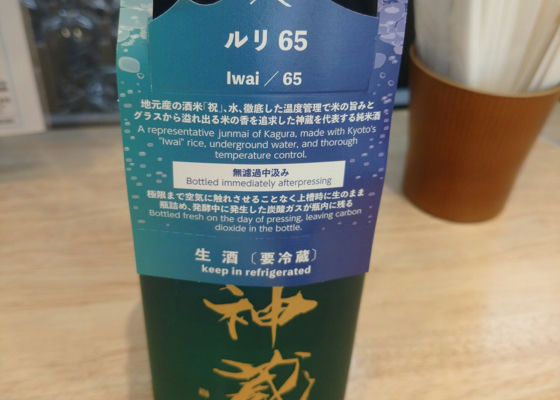 ルリ 65
Iwai / 65
地元産の酒米「祝」、水、徹底した温度管理で米の旨みと
グラスから溢れ出る米の香を追求した神蔵を代表する純米酒
A representative junmai of Kagura, made with Kyoto's
"Iwai" rice, underground water, and thorough
temperature control.
無濾過中汲み
Bottled immediately afterpressing
極限まで空気に触れさせることなく上槽時に生のまま
瓶詰め、発酵中に発生した炭酸ガスが瓶内に残る
Bottled fresh on the day of pressing, leaving carbon
dioxide in the bottle.
生 酒 〔要冷蔵〕
keep in refrigerated
神蔵